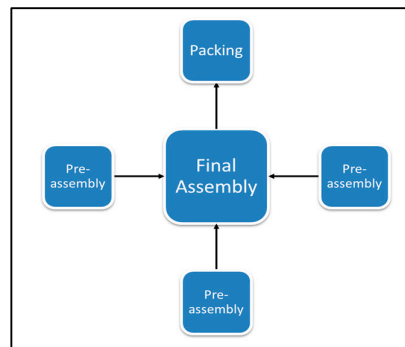 Packing
Pre-
assembly
Final
Assembly
Pre-
assembly
Pre-
assembly